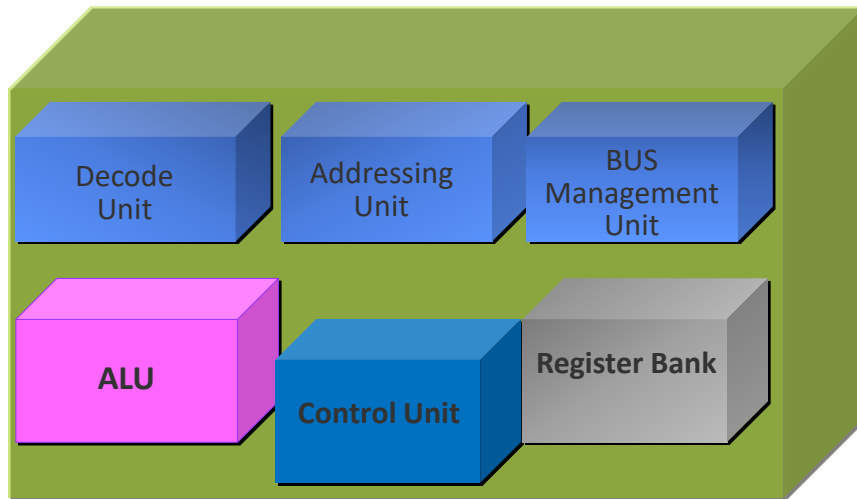 Decode
Unit
Addressing
Unit
BUS
Management
Unit
ALU
Control Unit
Register Bank